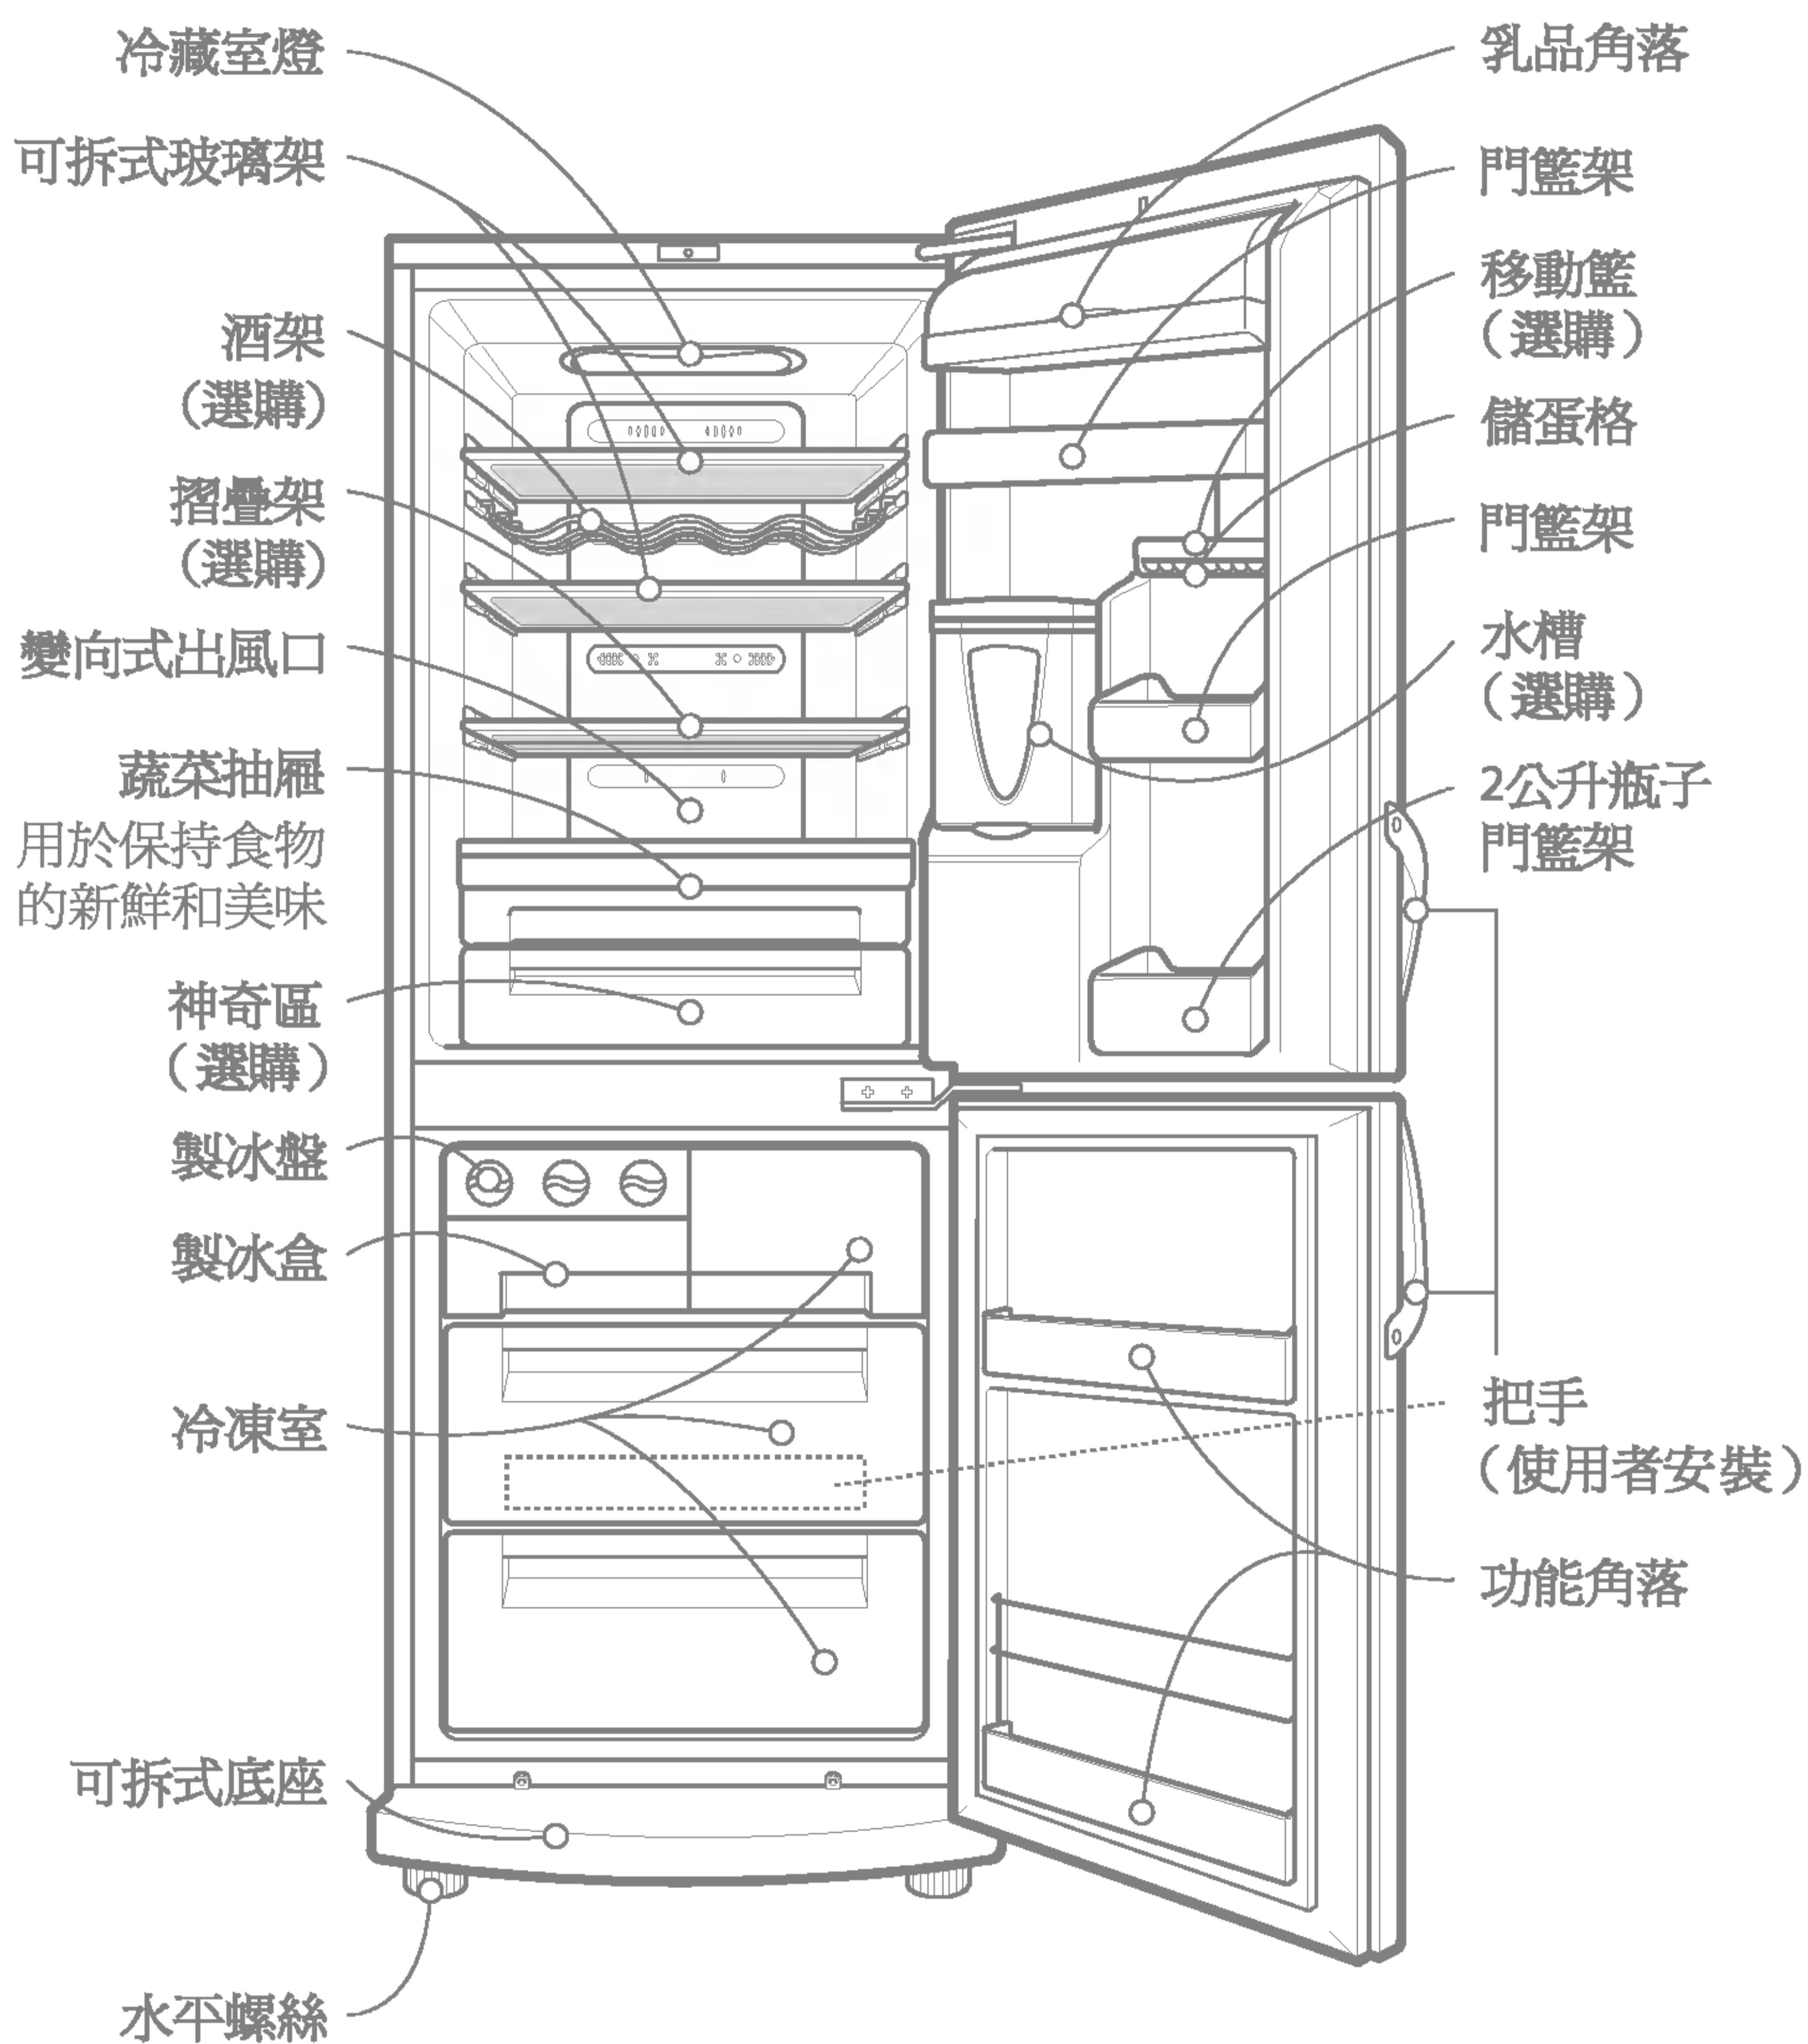 冷藏室燈
可拆式玻璃架
酒架
(選購)
摺疊架
(選購)
變向式出風口
蔬菜抽屜
用於保持食物
的新鮮和美味
神奇區
(選購)
製冰盤
製冰盒
冷凍室
可拆式底座
水平螺絲
乳品角落
門籃架
移動籃
(選購)
儲蛋格
門籃架
水槽
(選購)
2公升瓶子
門籃架
把手
(使用者安裝)
功能角落